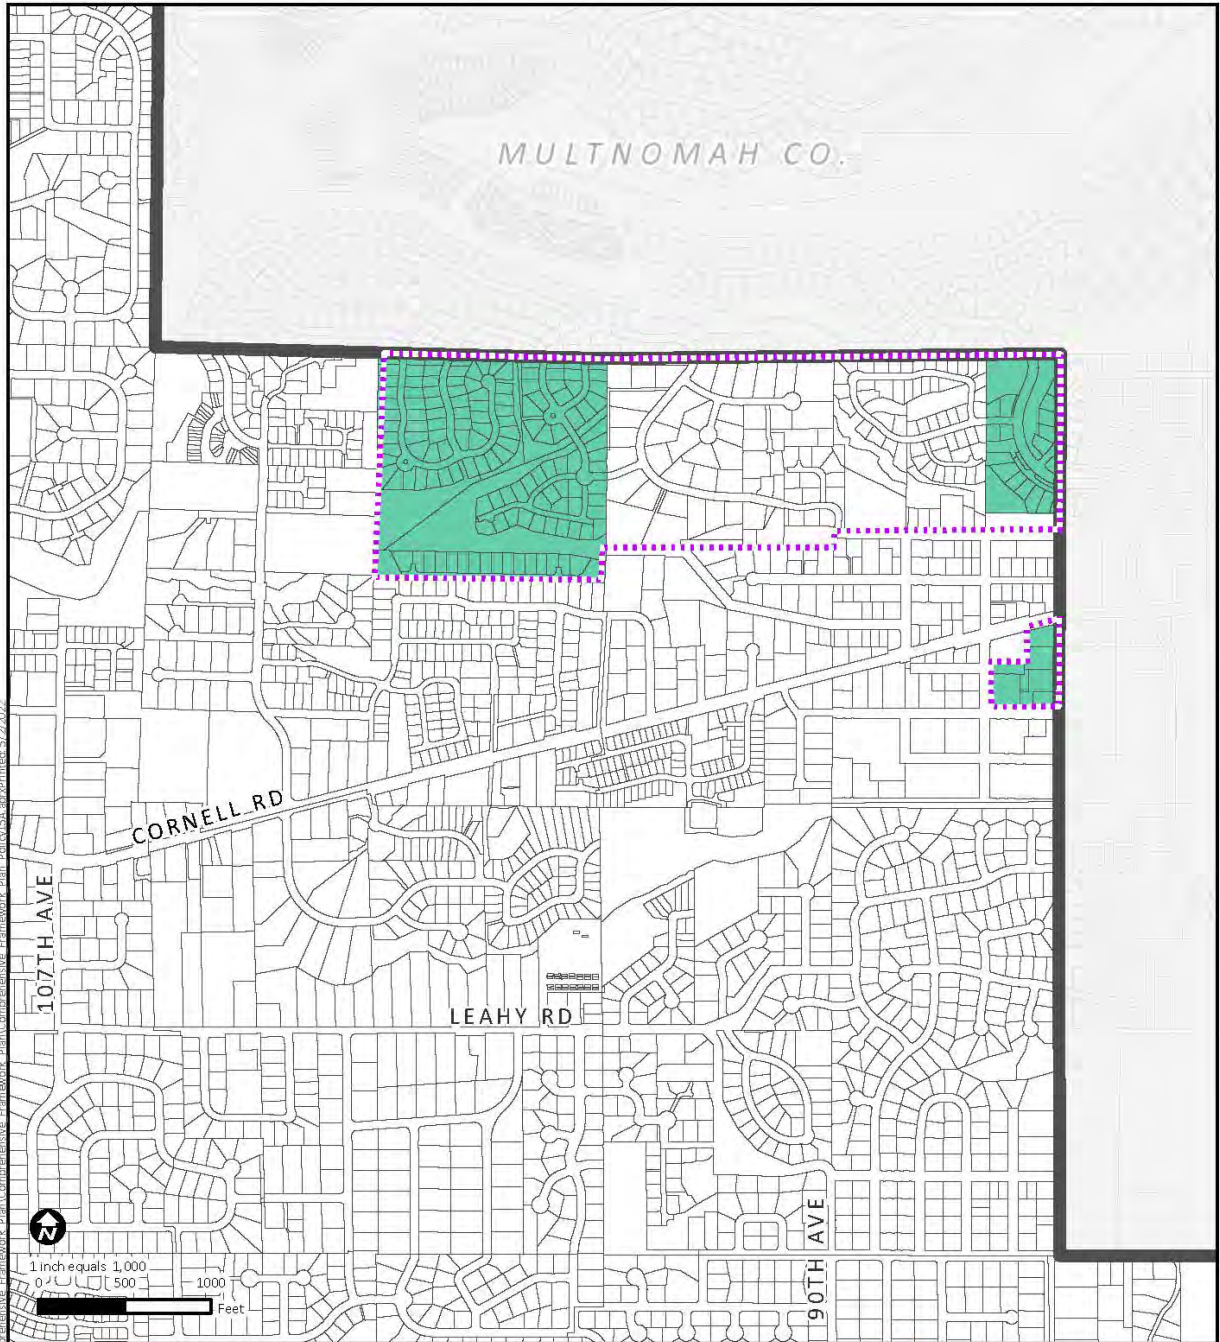 MULTNOMAH CO.
CORNELL RD
107TH AVE
LEAHY RD
90TH AVE
N
1 inch equals 1,000
0 500 1000
Feet